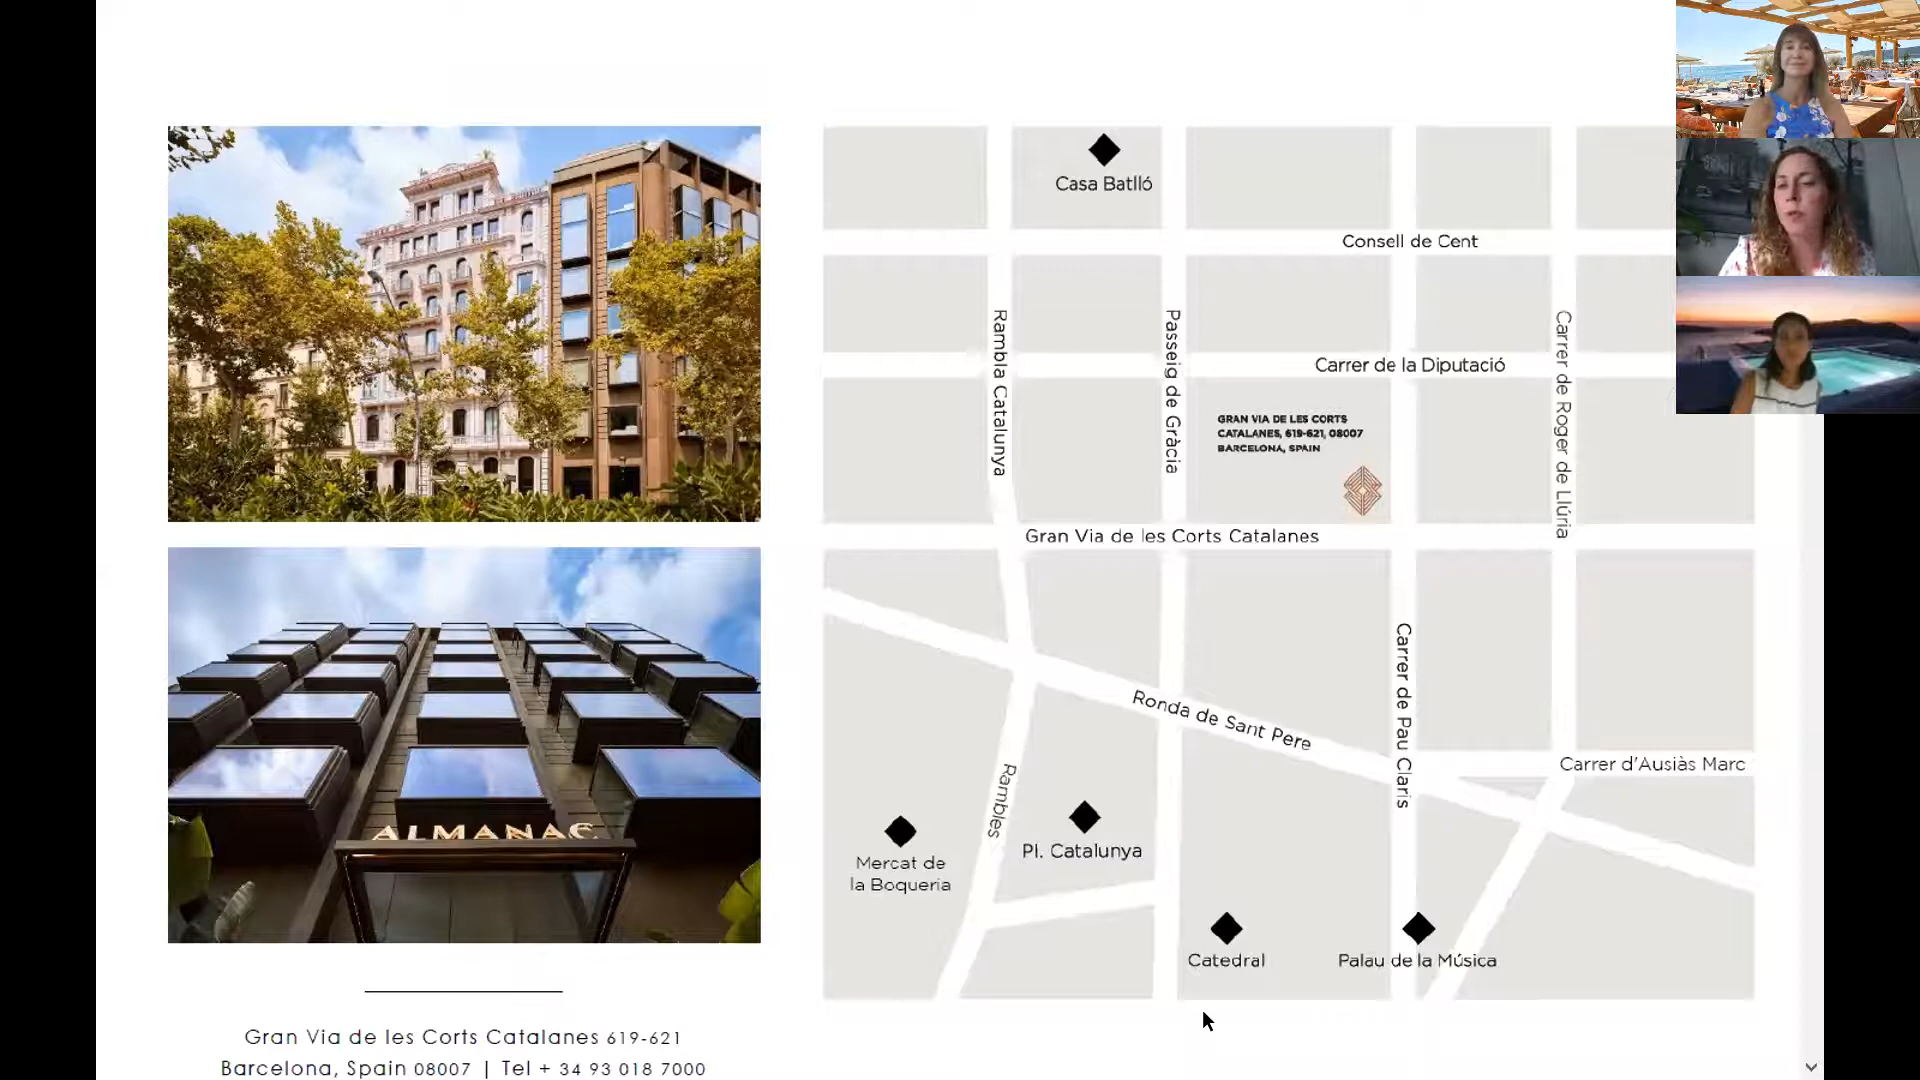 Casa Batlló
Consell de Cent
Rambla Catalunya
Passeig de Gràcia
Carrer de la Diputació
Carrer de Roger de Llúria
GRAN VIA DE LES CORTS
CATALANES, 619-621, 08007
BARCELONA, SPAIN
Gran Via de les Corts Catalanes
Ronda de Sant Pere
Carrer de Pau Claris
Carrer d'Ausiàs Marc
Rambles
ALMANAC
Mercat de
la Boqueria
Pl. Catalunya
Catedral
Palau de la Música
Gran Via de les Corts Catalanes 619-621
Barcelona, Spain 08007 | Tel + 34 93 018 7000